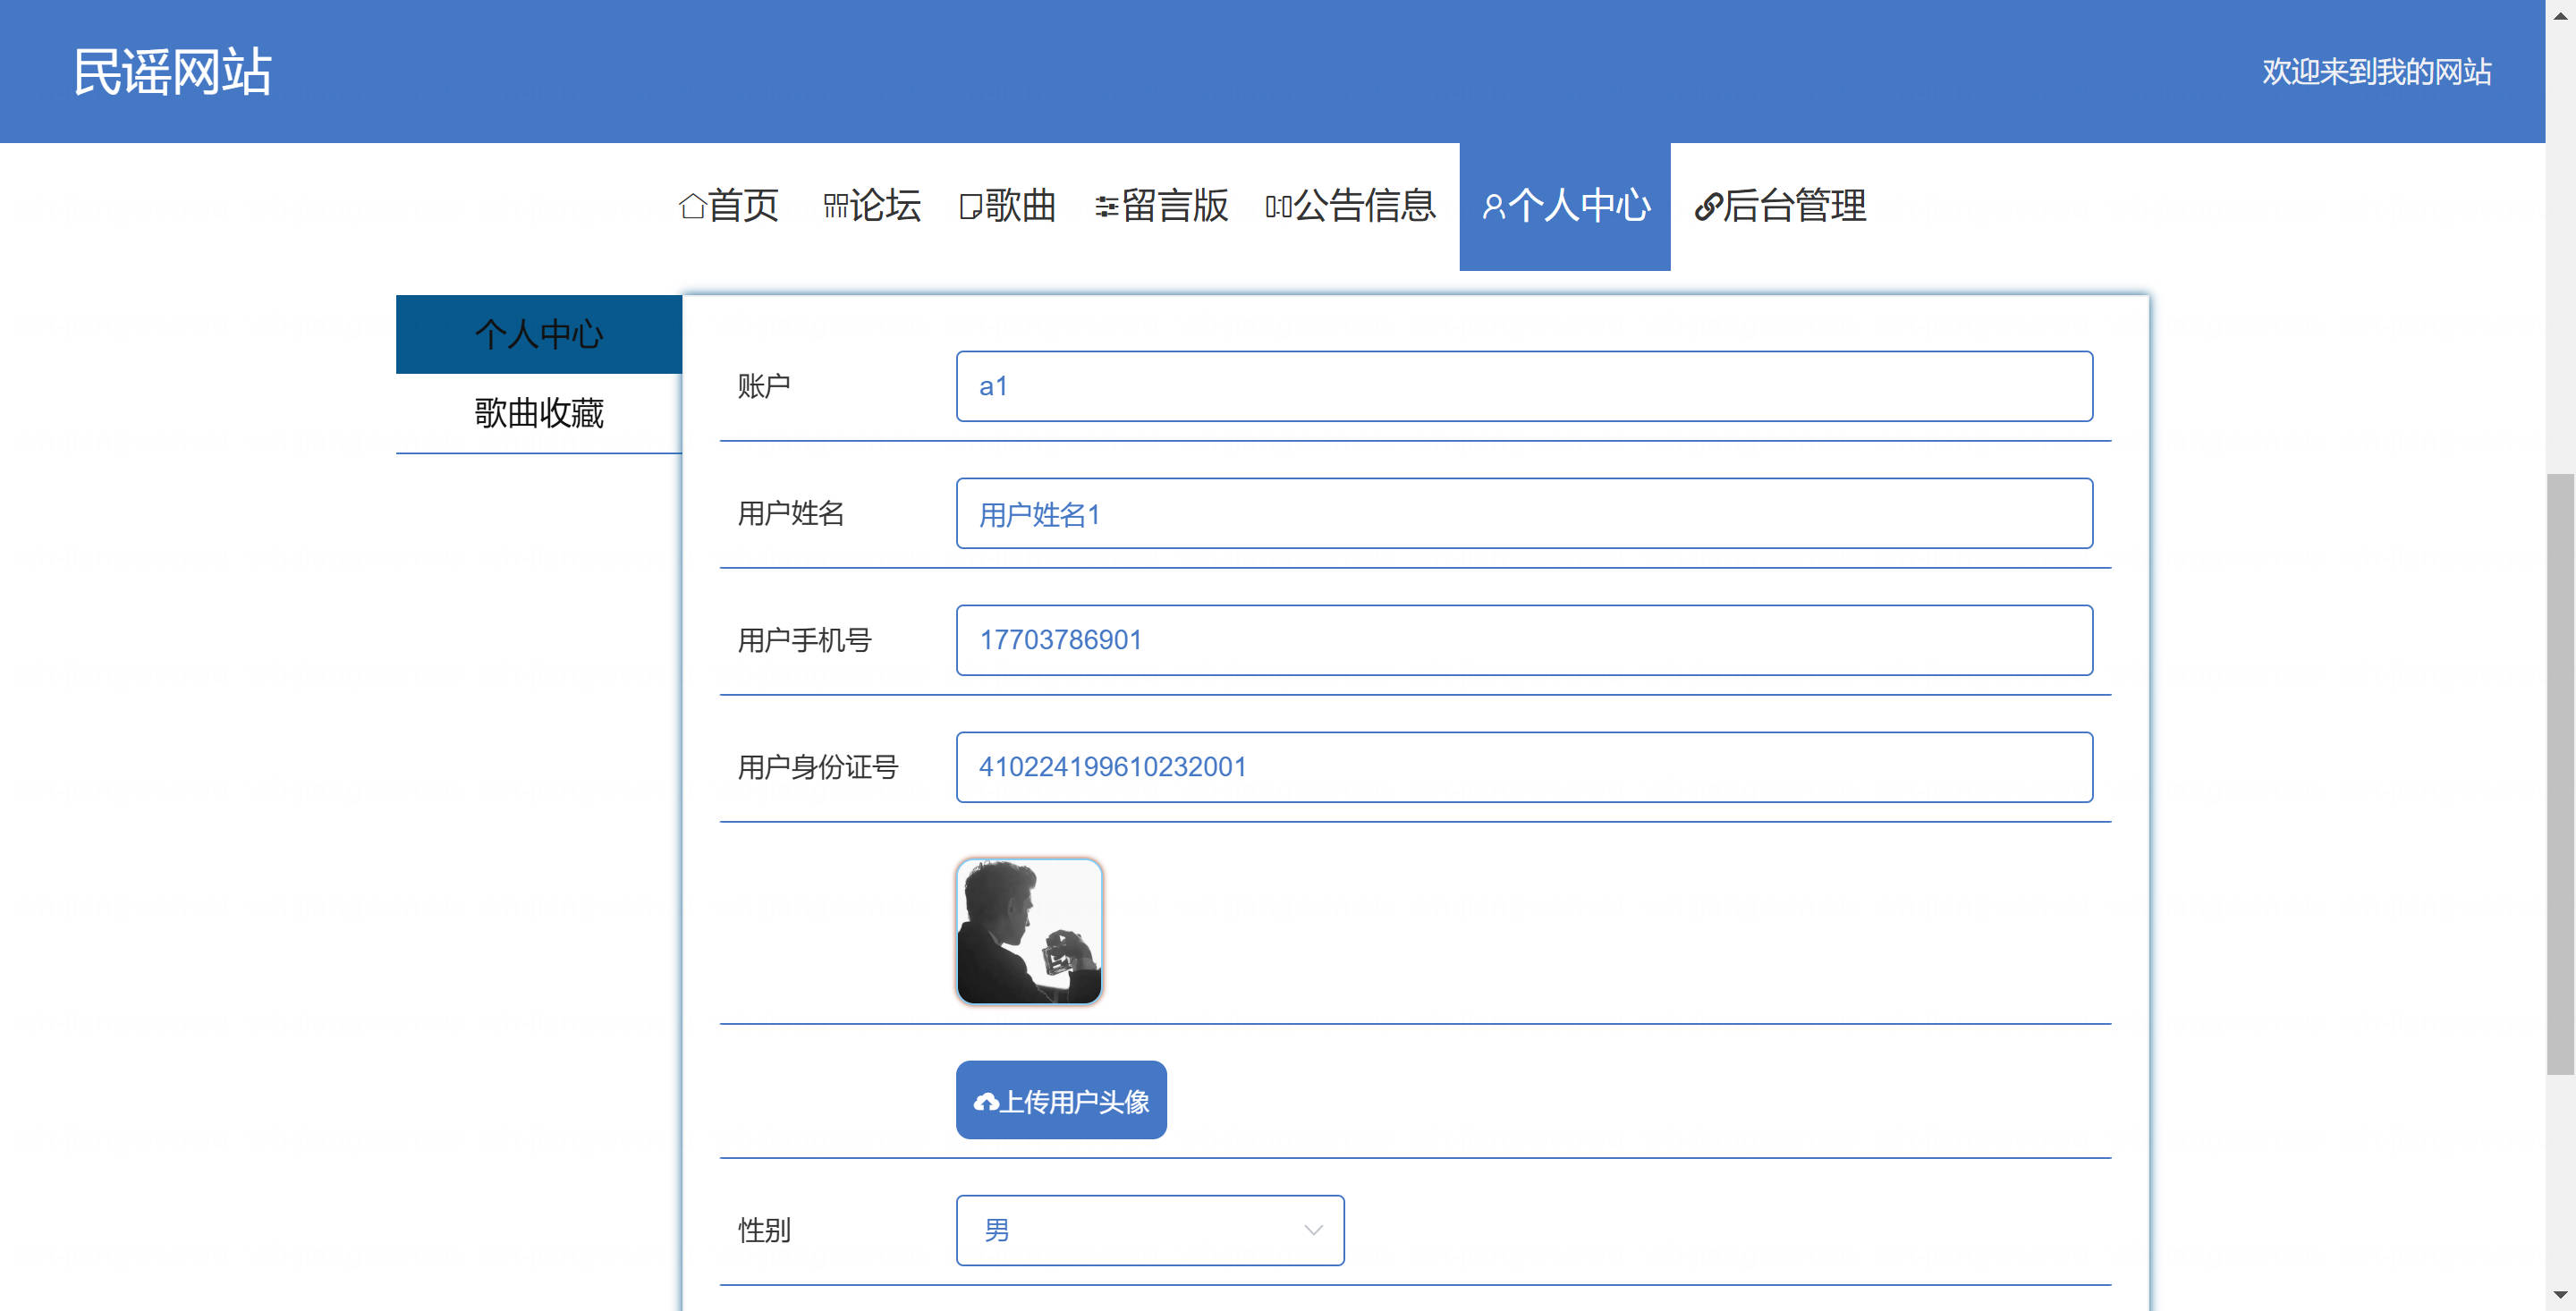 民谣网站
欢迎来到我的网站
首页 论坛 歌曲 留言版 公告信息 个人中心 后台管理
个人中心
歌曲收藏
账户 a1
用户姓名 用户姓名1
用户手机号 17703786901
用户身份证号 410224199610232001
上传用户头像
性别 男